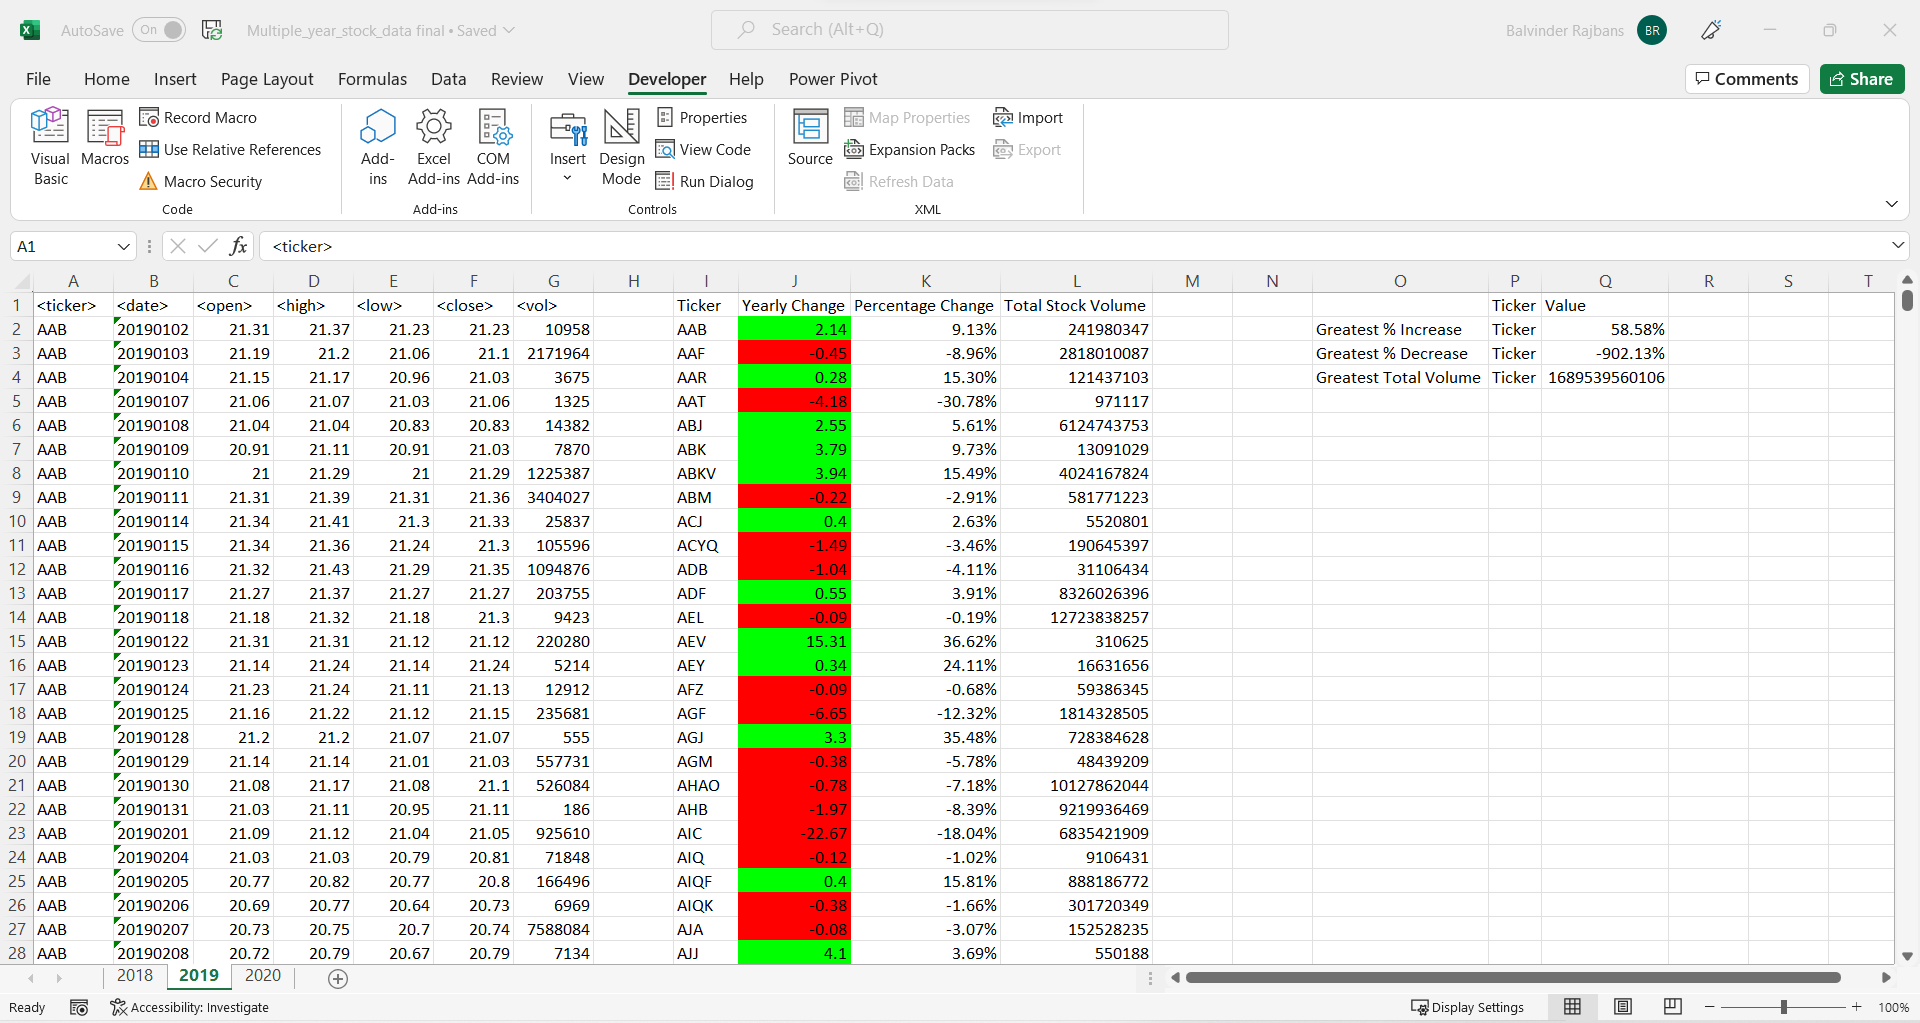 AutoSave On Multiple_year_stock_data final • Saved Search (Alt+Q) Balvinder Rajbans BR
File Home Insert Page Layout Formulas Data Review View Developer Help Power Pivot Comments Share
Visual Basic
Macros
Record Macro
Use Relative References
Macro Security
Code
Add-ins
Excel Add-ins
COM Add-ins
Add-ins
Insert
Design Mode
Properties
View Code
Run Dialog
Controls
Source
Map Properties
Expansion Packs
Refresh Data
Import
Export
XML
A1 fx <ticker>
A B C D E F G H I J K L M N O P Q R S T
1 <ticker> <date> <open> <high> <low> <close> <vol> Ticker Yearly Change Percentage Change Total Stock Volume Ticker Value
2 AAB 20190102 21.31 21.37 21.23 21.23 10958 AAB 2.14 9.13% 241980347 Greatest % Increase Ticker 58.58%
3 AAB 20190103 21.19 21.2 21.06 21.1 2171964 AAF -0.45 -8.96% 2818010087 Greatest % Decrease Ticker -902.13%
4 AAB 20190104 21.15 21.17 20.96 21.03 3675 AAR 0.28 15.30% 121437103 Greatest Total Volume Ticker 1689539560106
5 AAB 20190107 21.06 21.07 21.03 21.06 1325 AAT -4.18 -30.78% 971117
6 AAB 20190108 21.04 21.04 20.83 20.83 14382 ABJ 2.55 5.61% 6124743753
7 AAB 20190109 20.91 21.11 20.91 21.03 7870 ABK 3.79 9.73% 13091029
8 AAB 20190110 21 21.29 21 21.29 1225387 ABKV 3.94 15.49% 4024167824
9 AAB 20190111 21.31 21.39 21.31 21.36 3404027 ABM -0.22 -2.91% 581771223
10 AAB 20190114 21.34 21.41 21.3 21.33 25837 ACJ 0.4 2.63% 5520801
11 AAB 20190115 21.34 21.36 21.24 21.3 105596 ACYQ -1.49 -3.46% 190645397
12 AAB 20190116 21.32 21.43 21.29 21.35 1094876 ADB -1.04 -4.11% 31106434
13 AAB 20190117 21.27 21.37 21.27 21.27 203755 ADF 0.55 3.91% 8326026396
14 AAB 20190118 21.18 21.32 21.18 21.3 9423 AEL -0.09 -0.19% 12723838257
15 AAB 20190122 21.31 21.31 21.12 21.12 220280 AEV 15.31 36.62% 310625
16 AAB 20190123 21.14 21.24 21.14 21.24 5214 AEY 0.34 24.11% 16631656
17 AAB 20190124 21.23 21.24 21.11 21.13 12912 AFZ -0.09 -0.68% 59386345
18 AAB 20190125 21.16 21.22 21.12 21.15 235681 AGF -6.65 -12.32% 1814328505
19 AAB 20190128 21.2 21.2 21.07 21.07 555 AGJ 3.3 35.48% 728384628
20 AAB 20190129 21.14 21.14 21.01 21.03 557731 AGM -0.38 -5.78% 48439209
21 AAB 20190130 21.08 21.17 21.08 21.1 526084 AHAO -0.78 -7.18% 10127862044
22 AAB 20190131 21.03 21.11 20.95 21.11 186 AHB -1.97 -8.39% 9219936469
23 AAB 20190201 21.09 21.12 21.04 21.05 925610 AIC -22.67 -18.04% 6835421909
24 AAB 20190204 21.03 21.03 20.79 20.81 71848 AIQ -0.12 -1.02% 9106431
25 AAB 20190205 20.77 20.82 20.77 20.8 166496 AIQF 0.4 15.81% 888186772
26 AAB 20190206 20.69 20.77 20.64 20.73 6969 AIQK -0.38 -1.66% 301720349
27 AAB 20190207 20.73 20.75 20.7 20.74 7588084 AJA -0.08 -3.07% 152528235
28 AAB 20190208 20.72 20.79 20.67 20.79 7134 AJJ 4.1 3.69% 550188
2018 2019 2020
Ready Accessibility: Investigate Display Settings 100%